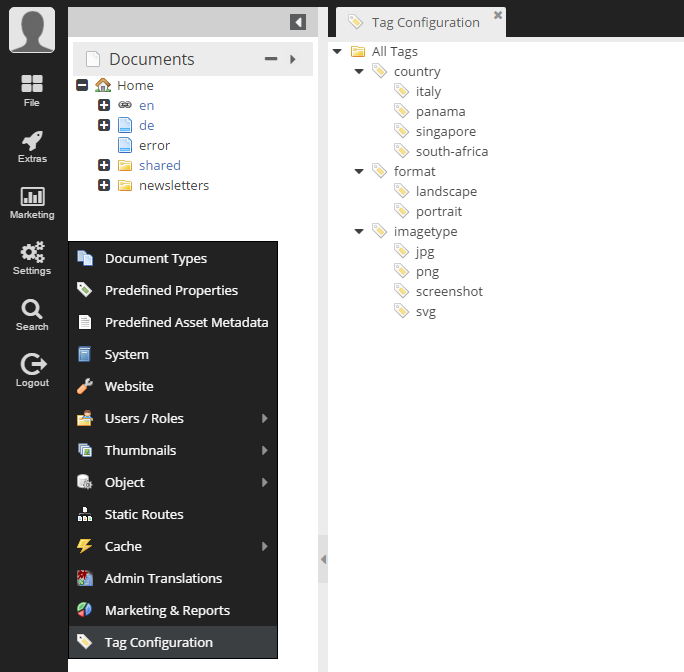 File
Extras
Marketing
Settings
Search
Logout
Documents
Home
en
de
error
shared
newsletters
Document Types
Predefined Properties
Predefined Asset Metadata
System
Website
Users / Roles
Thumbnails
Object
Static Routes
Cache
Admin Translations
Marketing & Reports
Tag Configuration
Tag Configuration
All Tags
country
italy
panama
singapore
south-africa
format
landscape
portrait
imagetype
jpg
png
screenshot
svg